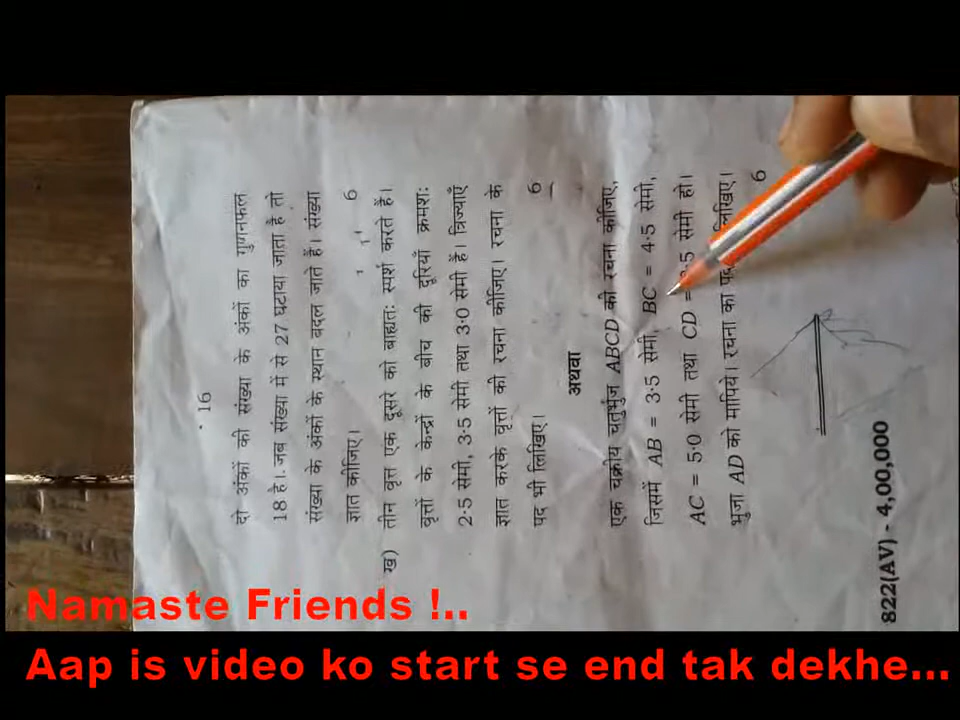 16
दो अंकों की संख्या के अंकों का गुणनफल
18 है। जब संख्या में से 27 घटाया जाता है तो
संख्या के अंकों के स्थान बदल जाते हैं। संख्या
ज्ञात कीजिए। 6
ख) तीन वृत्त एक दूसरे को बाह्यतः स्पर्श करते हैं।
वृत्तों के केन्द्रों के बीच की दूरियाँ क्रमशः
2·5 सेमी, 3·5 सेमी तथा 3·0 सेमी हैं। त्रिज्याएँ
ज्ञात करके वृत्तों की रचना कीजिए। रचना के
पद भी लिखिए। 6
अथवा
एक चक्रीय चतुर्भुज ABCD की रचना कीजिए,
जिसमें AB = 3·5 सेमी, BC = 4·5 सेमी,
AC = 5·0 सेमी तथा CD = ·5 सेमी हो।
भुजा AD को मापिये। रचना का लिखिए। 6
822(AV) - 4,00,000
Namaste Friends !..
Aap is video ko start se end tak dekhe...